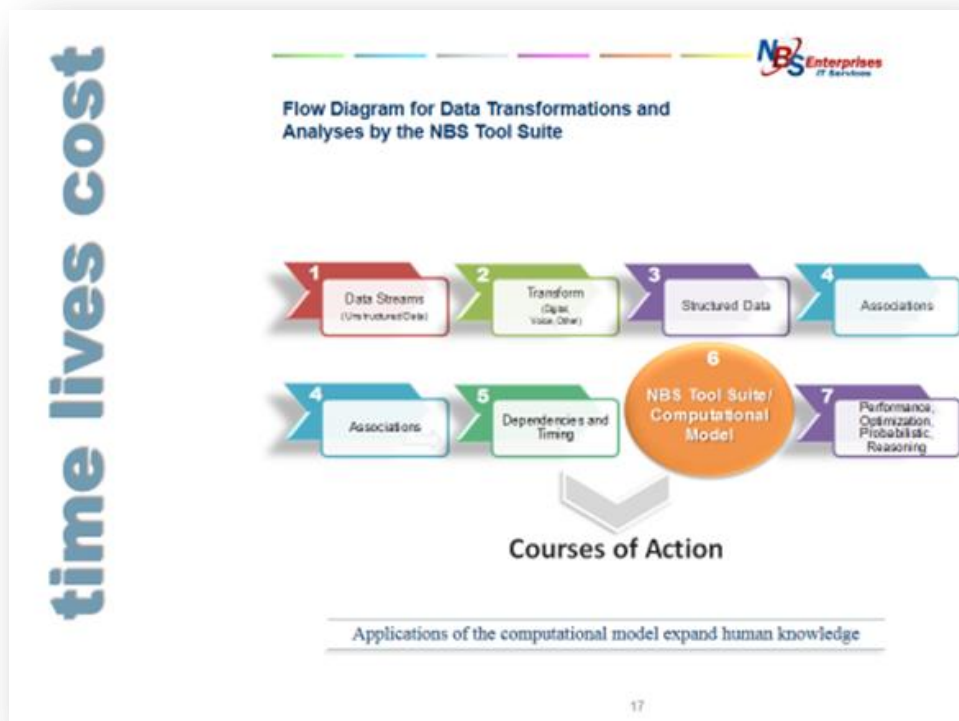 time lives cost
NBS Enterprises
IT Services
Flow Diagram for Data Transformations and
Analyses by the NBS Tool Suite
1
Data Streams
(Unstructured Data)
2
Transform
(Digital,
Voice, Other)
3
Structured Data
4
Associations
4
Associations
5
Dependencies and
Timing
6
NBS Tool Suite/
Computational
Model
7
Performance,
Optimization,
Probabilistic,
Reasoning
Courses of Action
Applications of the computational model expand human knowledge
17